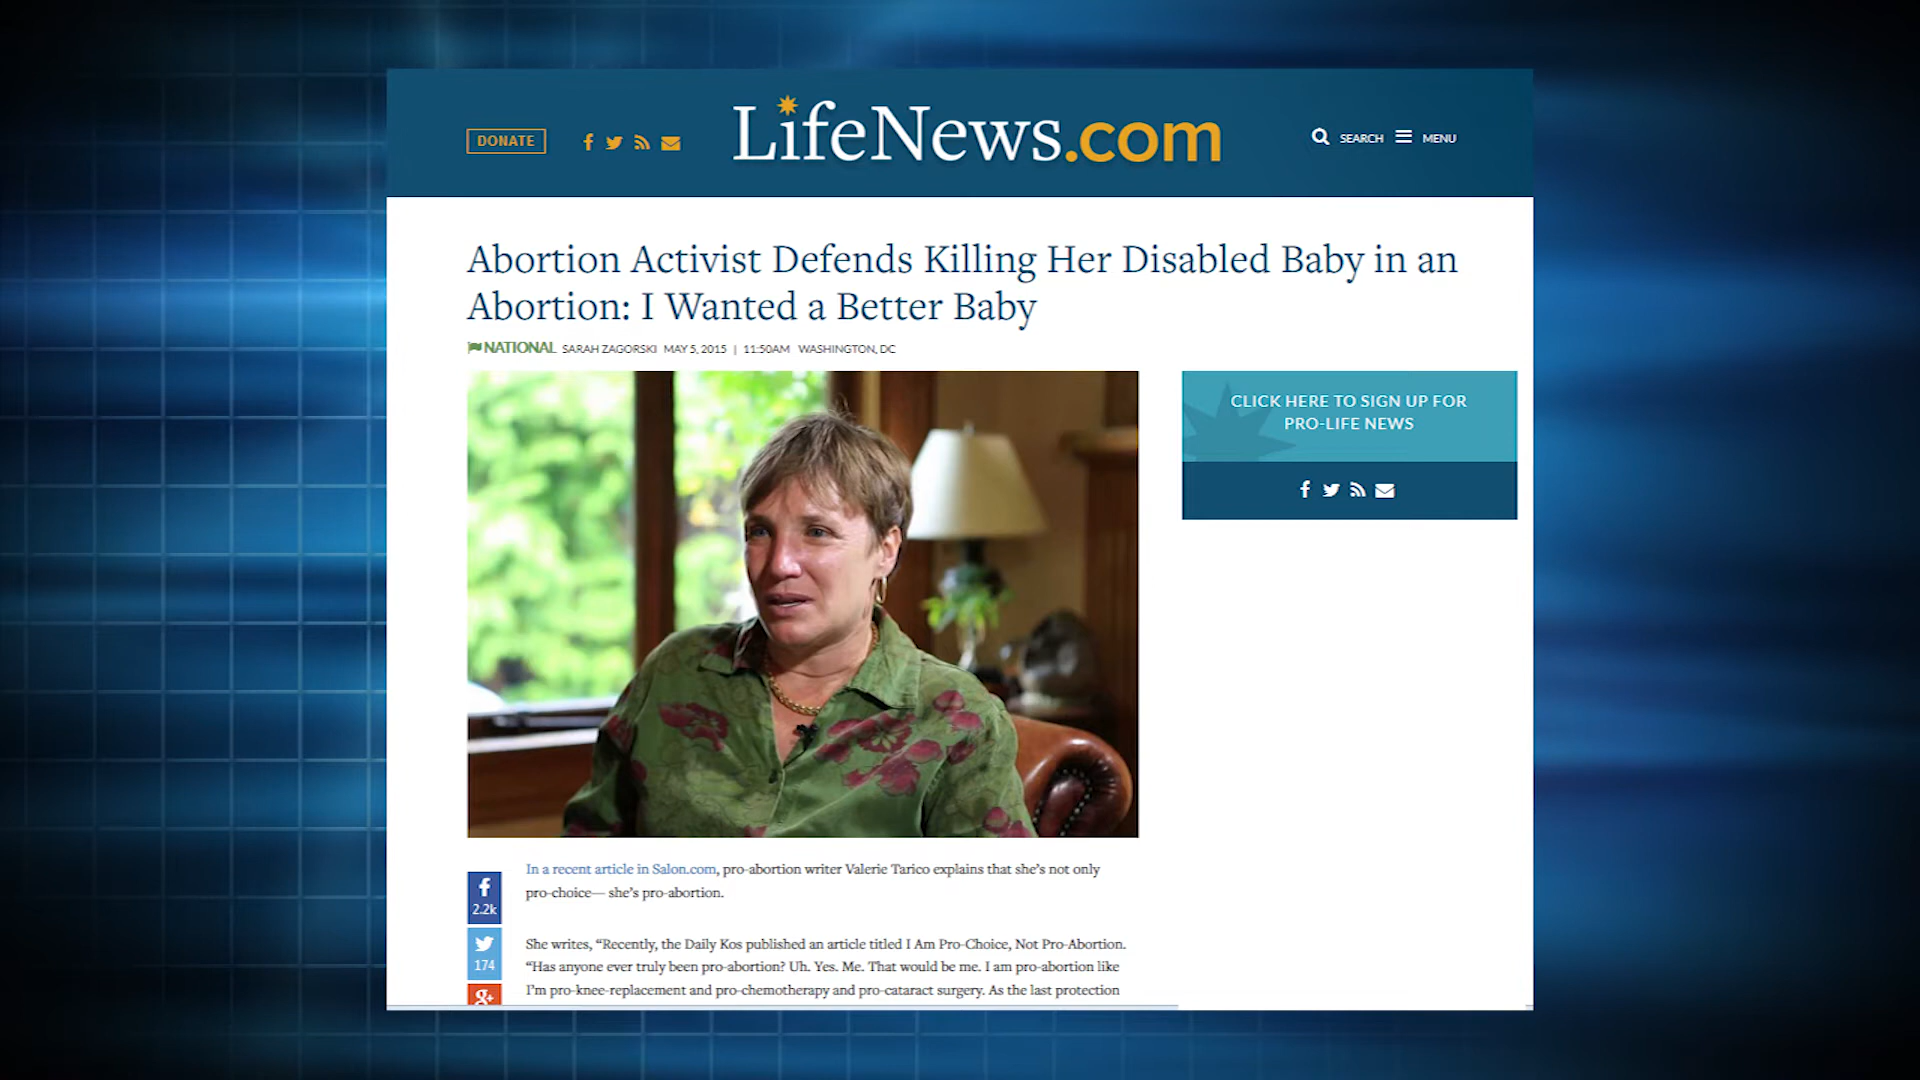 DONATE
LifeNews.com
SEARCH
MENU
Abortion Activist Defends Killing Her Disabled Baby in an
Abortion: I Wanted a Better Baby
NATIONAL SARAH ZAGORSKI MAY 5, 2015 | 11:50AM WASHINGTON, DC
CLICK HERE TO SIGN UP FOR
PRO-LIFE NEWS
2.2k
174
g+
In a recent article in Salon.com, pro-abortion writer Valerie Tarico explains that she's not only
pro-choice— she's pro-abortion.
She writes, “Recently, the Daily Kos published an article titled I Am Pro-Choice, Not Pro-Abortion.
“Has anyone ever truly been pro-abortion? Uh. Yes. Me. That would be me. I am pro-abortion like
I'm pro-knee-replacement and pro-chemotherapy and pro-cataract surgery. As the last protection